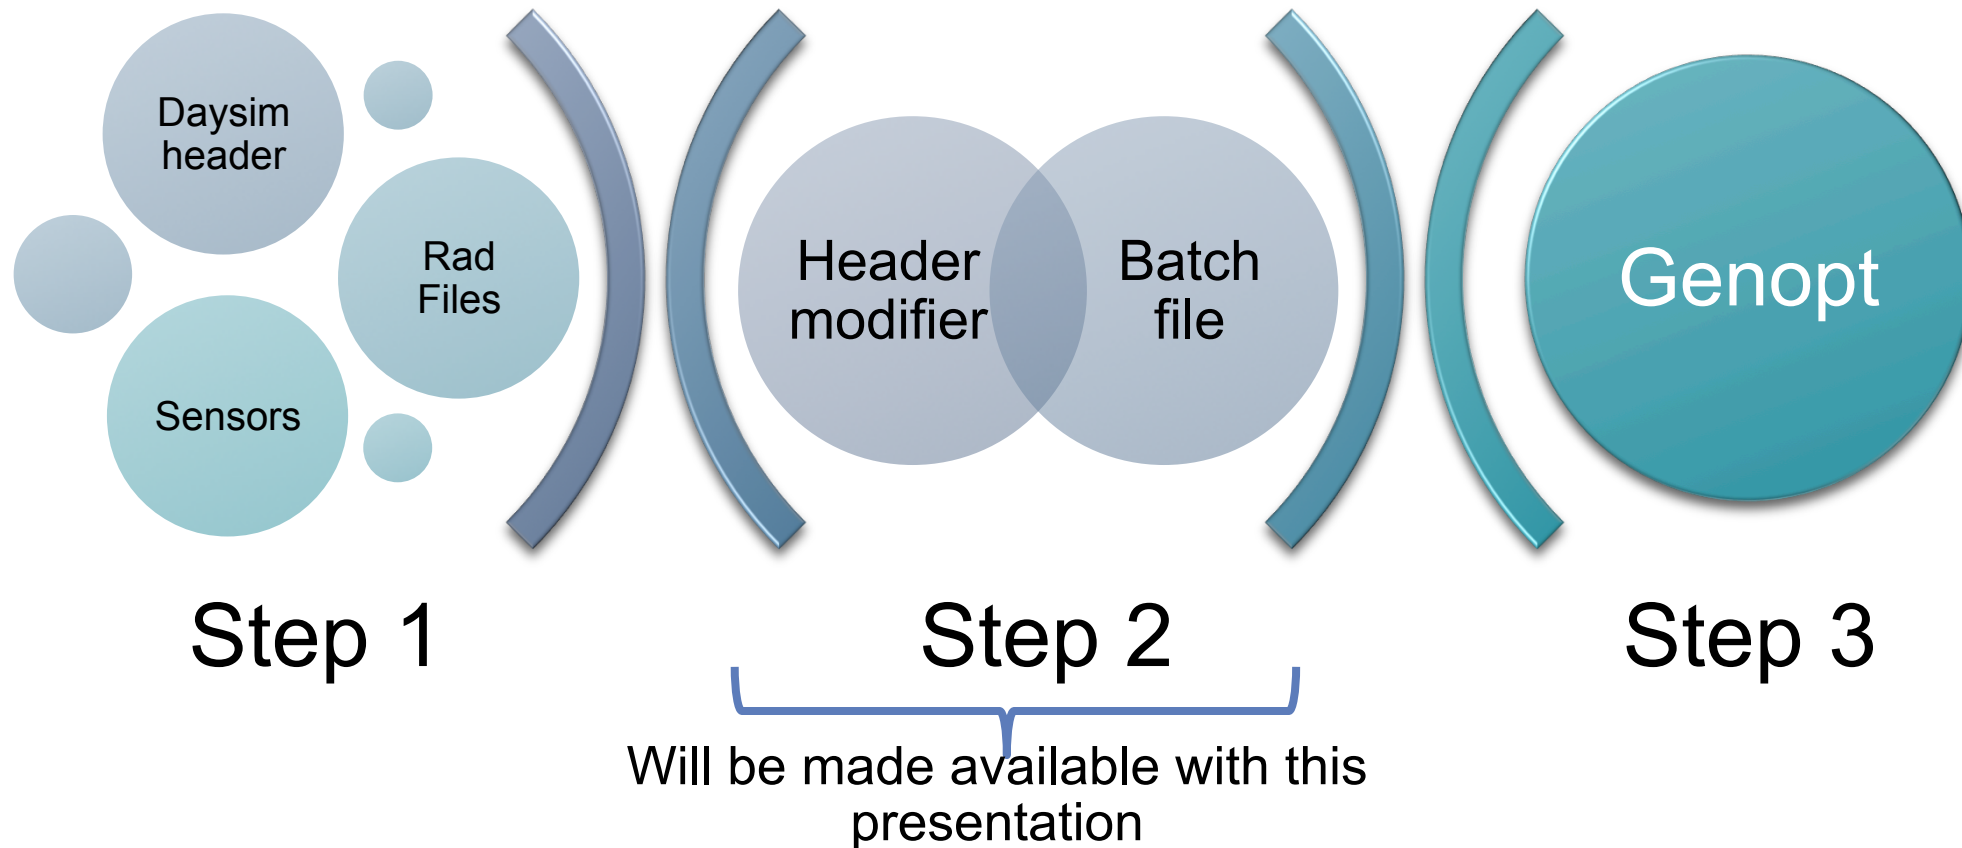 Daysim
header
Rad
Files
Sensors
Header
modifier
Batch
file
Genopt
Step 1
Step 2
Step 3
Will be made available with this
presentation